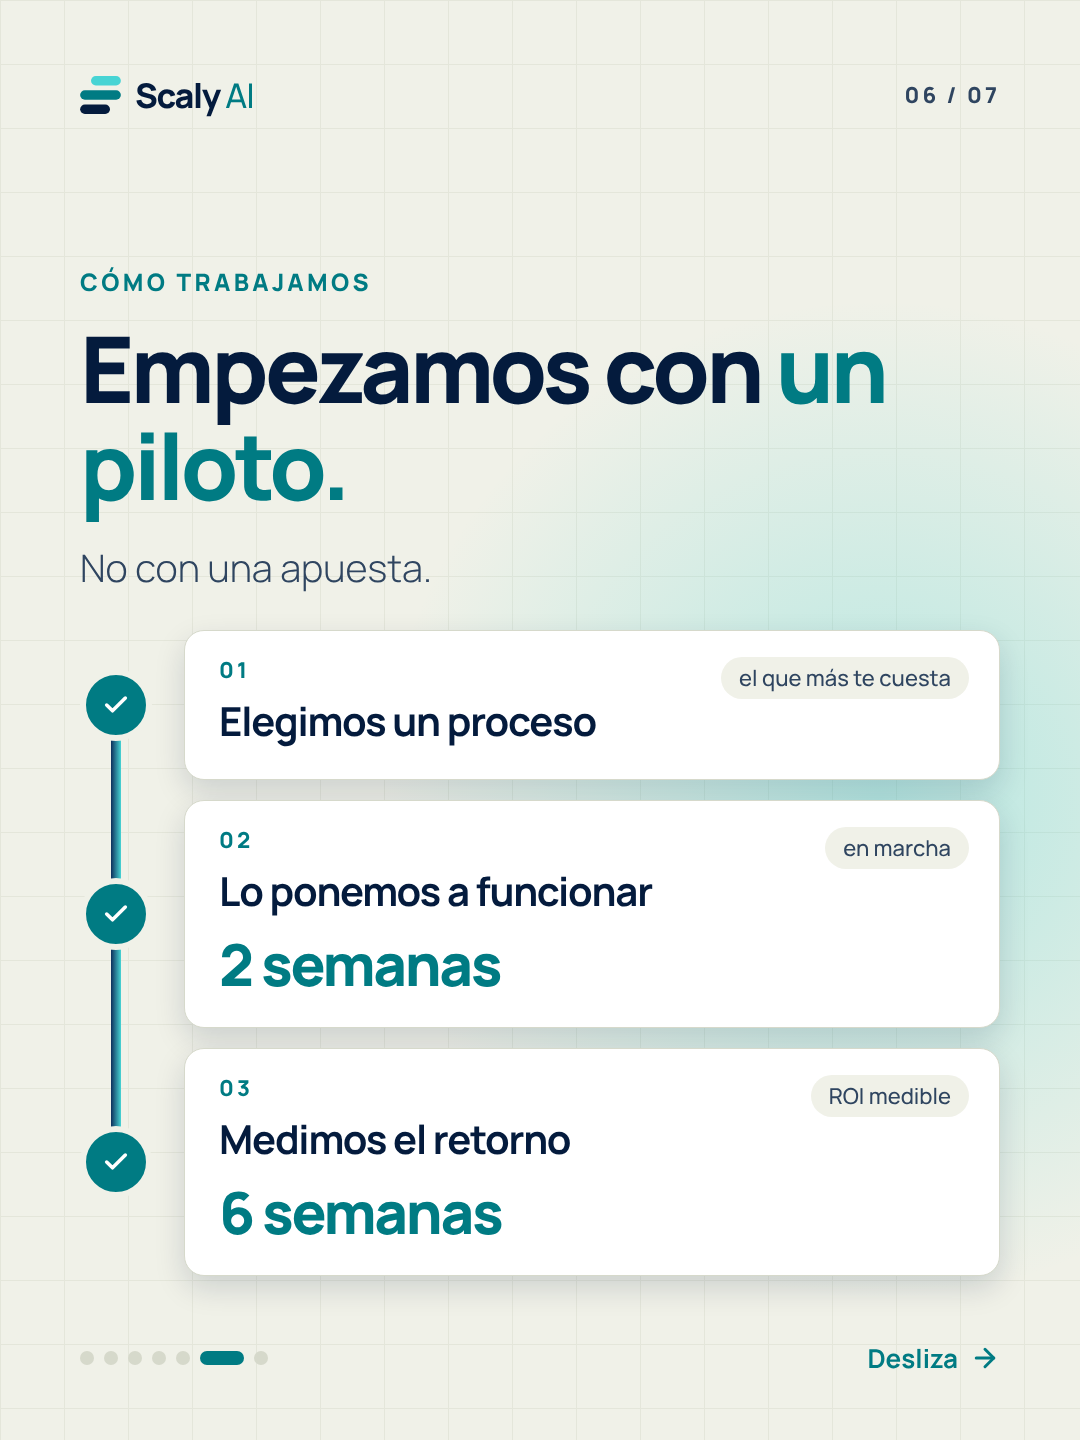 Scaly AI
06 / 07
CÓMO TRABAJAMOS
Empezamos con un
piloto.
No con una apuesta.
01
el que más te cuesta
Elegimos un proceso
02
en marcha
Lo ponemos a funcionar
2 semanas
03
ROI medible
Medimos el retorno
6 semanas
Desliza →